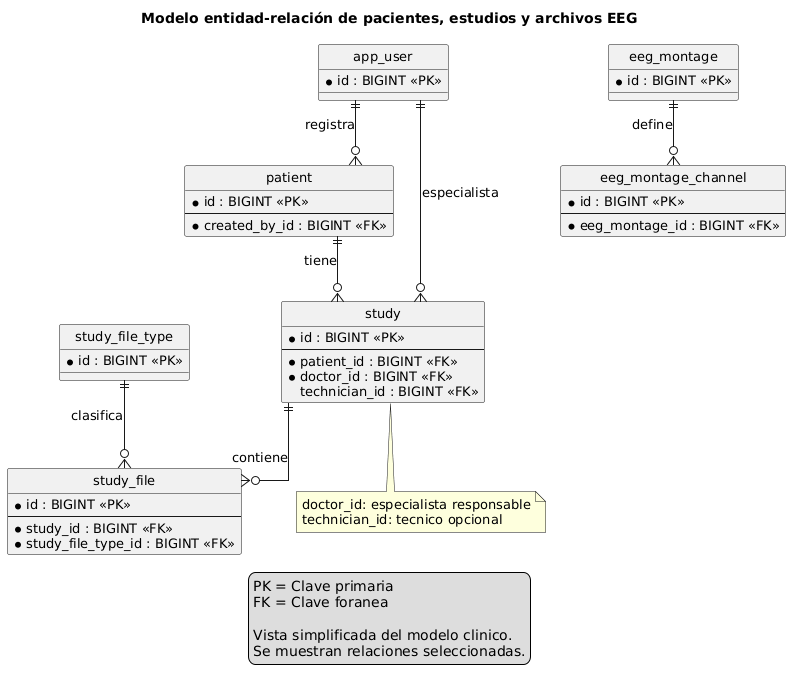 Modelo entidad-relación de pacientes, estudios y archivos EEG
app_user
id : BIGINT «PK»
eeg_montage
id : BIGINT «PK»
registra
define
especialista
patient
id : BIGINT «PK»
created_by_id : BIGINT «FK»
eeg_montage_channel
id : BIGINT «PK»
eeg_montage_id : BIGINT «FK»
tiene
study
id : BIGINT «PK»
patient_id : BIGINT «FK»
doctor_id : BIGINT «FK»
technician_id : BIGINT «FK»
study_file_type
id : BIGINT «PK»
clasifica
contiene
study_file
id : BIGINT «PK»
study_id : BIGINT «FK»
study_file_type_id : BIGINT «FK»
doctor_id: especialista responsable
technician_id: tecnico opcional
PK = Clave primaria
FK = Clave foranea
Vista simplificada del modelo clinico.
Se muestran relaciones seleccionadas.